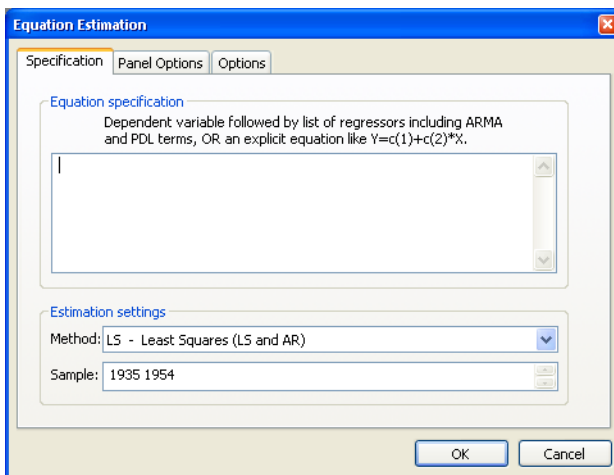 Equation Estimation
Specification Panel Options Options
Equation specification
Dependent variable followed by list of regressors including ARMA
and PDL terms, OR an explicit equation like Y=c(1)+c(2)*X.
Estimation settings
Method: LS - Least Squares (LS and AR)
Sample: 1935 1954
OK Cancel